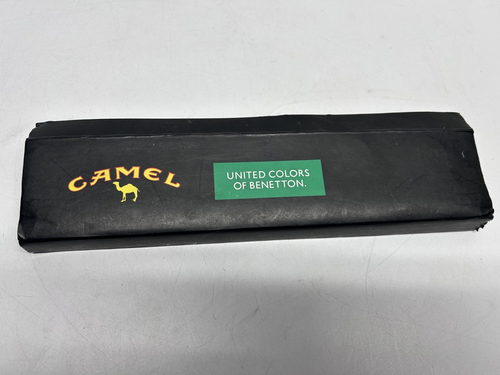 CAMEL
UNITED COLORS
OF BENETTON.